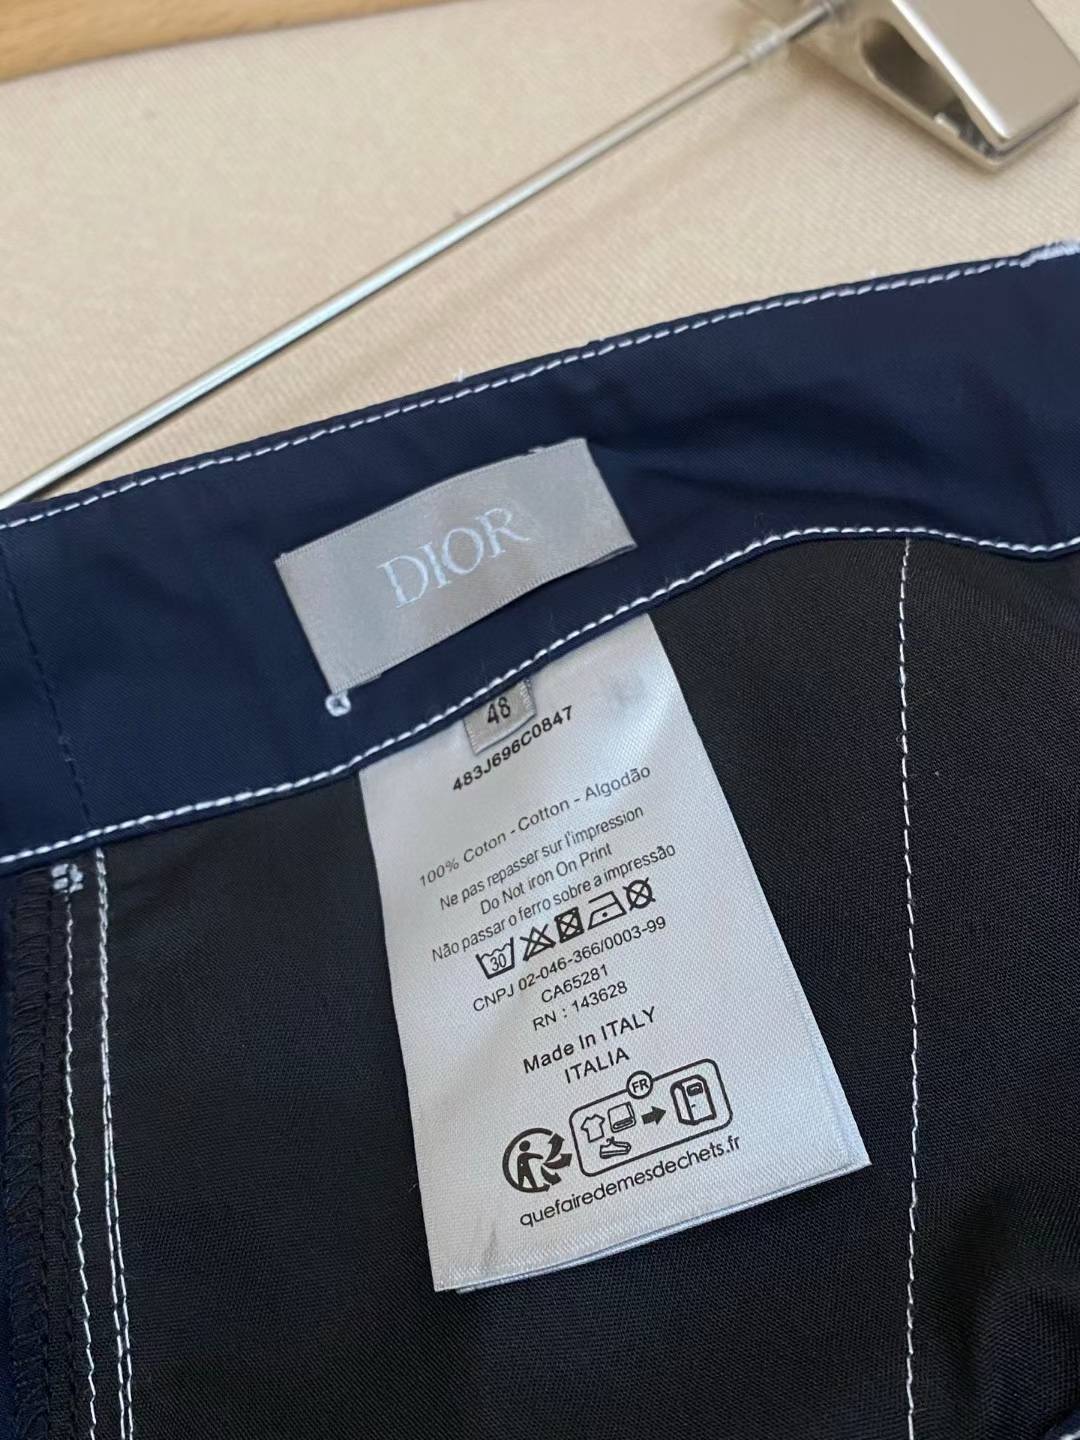 DIOR
48
483J696C0847
100% Coton - Cotton - Algodão
Ne pas repasser sur l'impression
Do Not iron On Print
Não passar o ferro sobre a impressão
30
CNPJ 02-046-366/0003-99
CA65281
RN : 143628
Made In ITALY
ITALIA
FR
quefairedemesdechets.fr